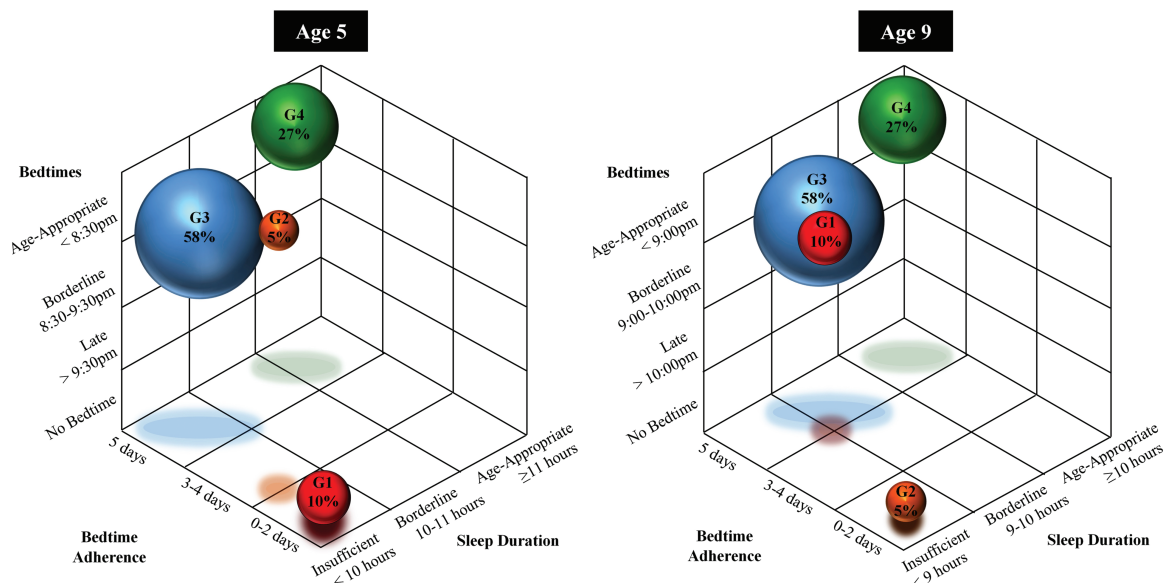 Age 5
Bedtimes
Age-Appropriate
< 8:30pm
Borderline
8:30-9:30pm
Late
> 9:30pm
No Bedtime
G4
27%
G3
58%
G2
5%
G1
10%
5 days
3-4 days
0-2 days
Bedtime
Adherence
Insufficient
< 10 hours
Borderline
10-11 hours
Age-Appropriate
≥11 hours
Sleep Duration
Age 9
Bedtimes
Age-Appropriate
< 9:00pm
Borderline
9:00-10:00pm
Late
> 10:00pm
No Bedtime
G4
27%
G3
58%
G1
10%
G2
5%
5 days
3-4 days
0-2 days
Bedtime
Adherence
Insufficient
< 9 hours
Borderline
9-10 hours
Age-Appropriate
≥10 hours
Sleep Duration